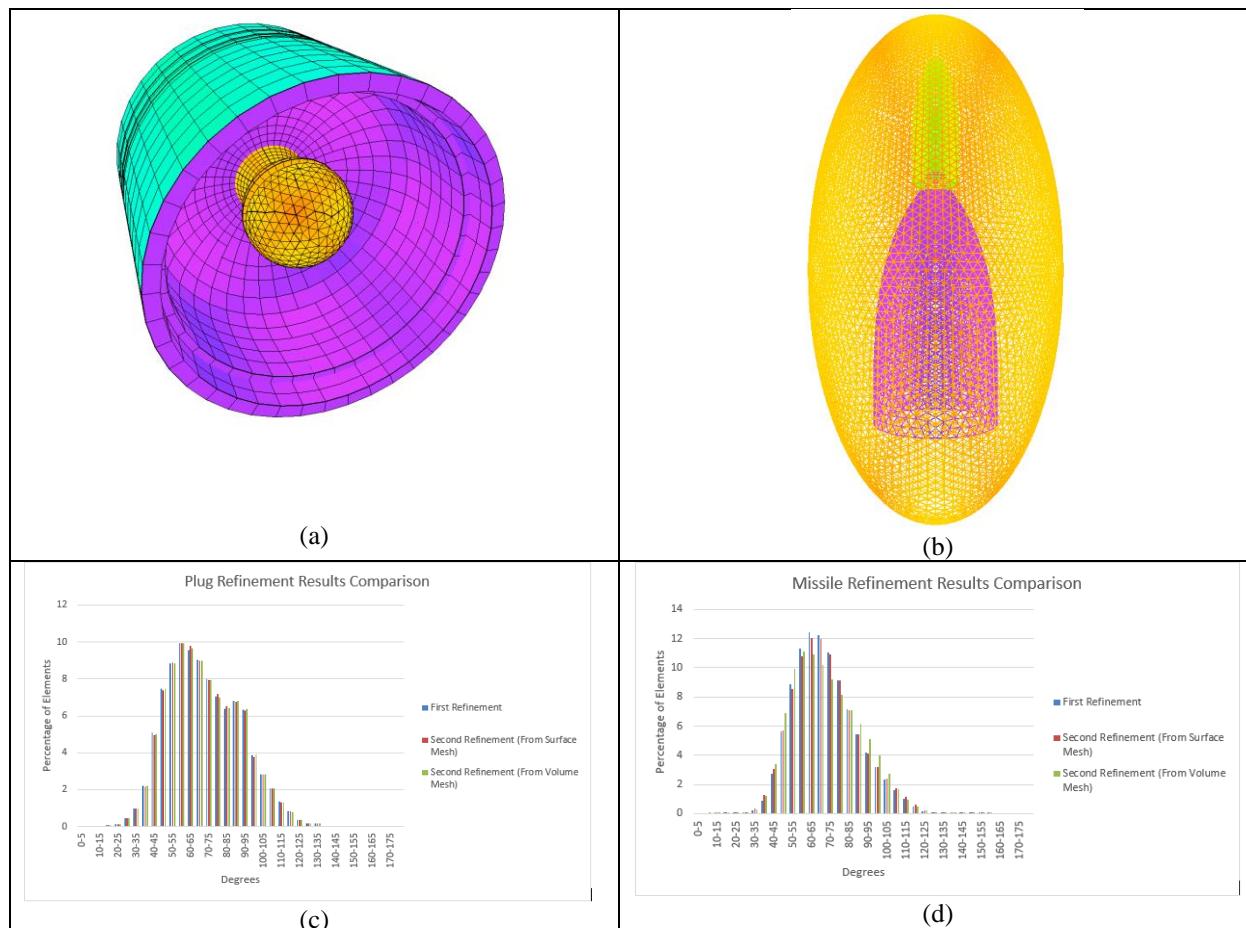 (a)
(b)
Plug Refinement Results Comparison
Percentage of Elements
12
10
8
6
4
2
0
0-5
10-15
20-25
30-35
40-45
50-55
60-65
70-75
80-85
90-95
100-105
110-115
120-125
130-135
140-145
150-155
160-165
170-175
Degrees
First Refinement
Second Refinement (From Surface
Mesh)
Second Refinement (From Volume
Mesh)
(c)
Missile Refinement Results Comparison
Percentage of Elements
14
12
10
8
6
4
2
0
0-5
10-15
20-25
30-35
40-45
50-55
60-65
70-75
80-85
90-95
100-105
110-115
120-125
130-135
140-145
150-155
160-165
170-175
Degrees
First Refinement
Second Refinement (From Surface
Mesh)
Second Refinement (From Volume
Mesh)
(d)